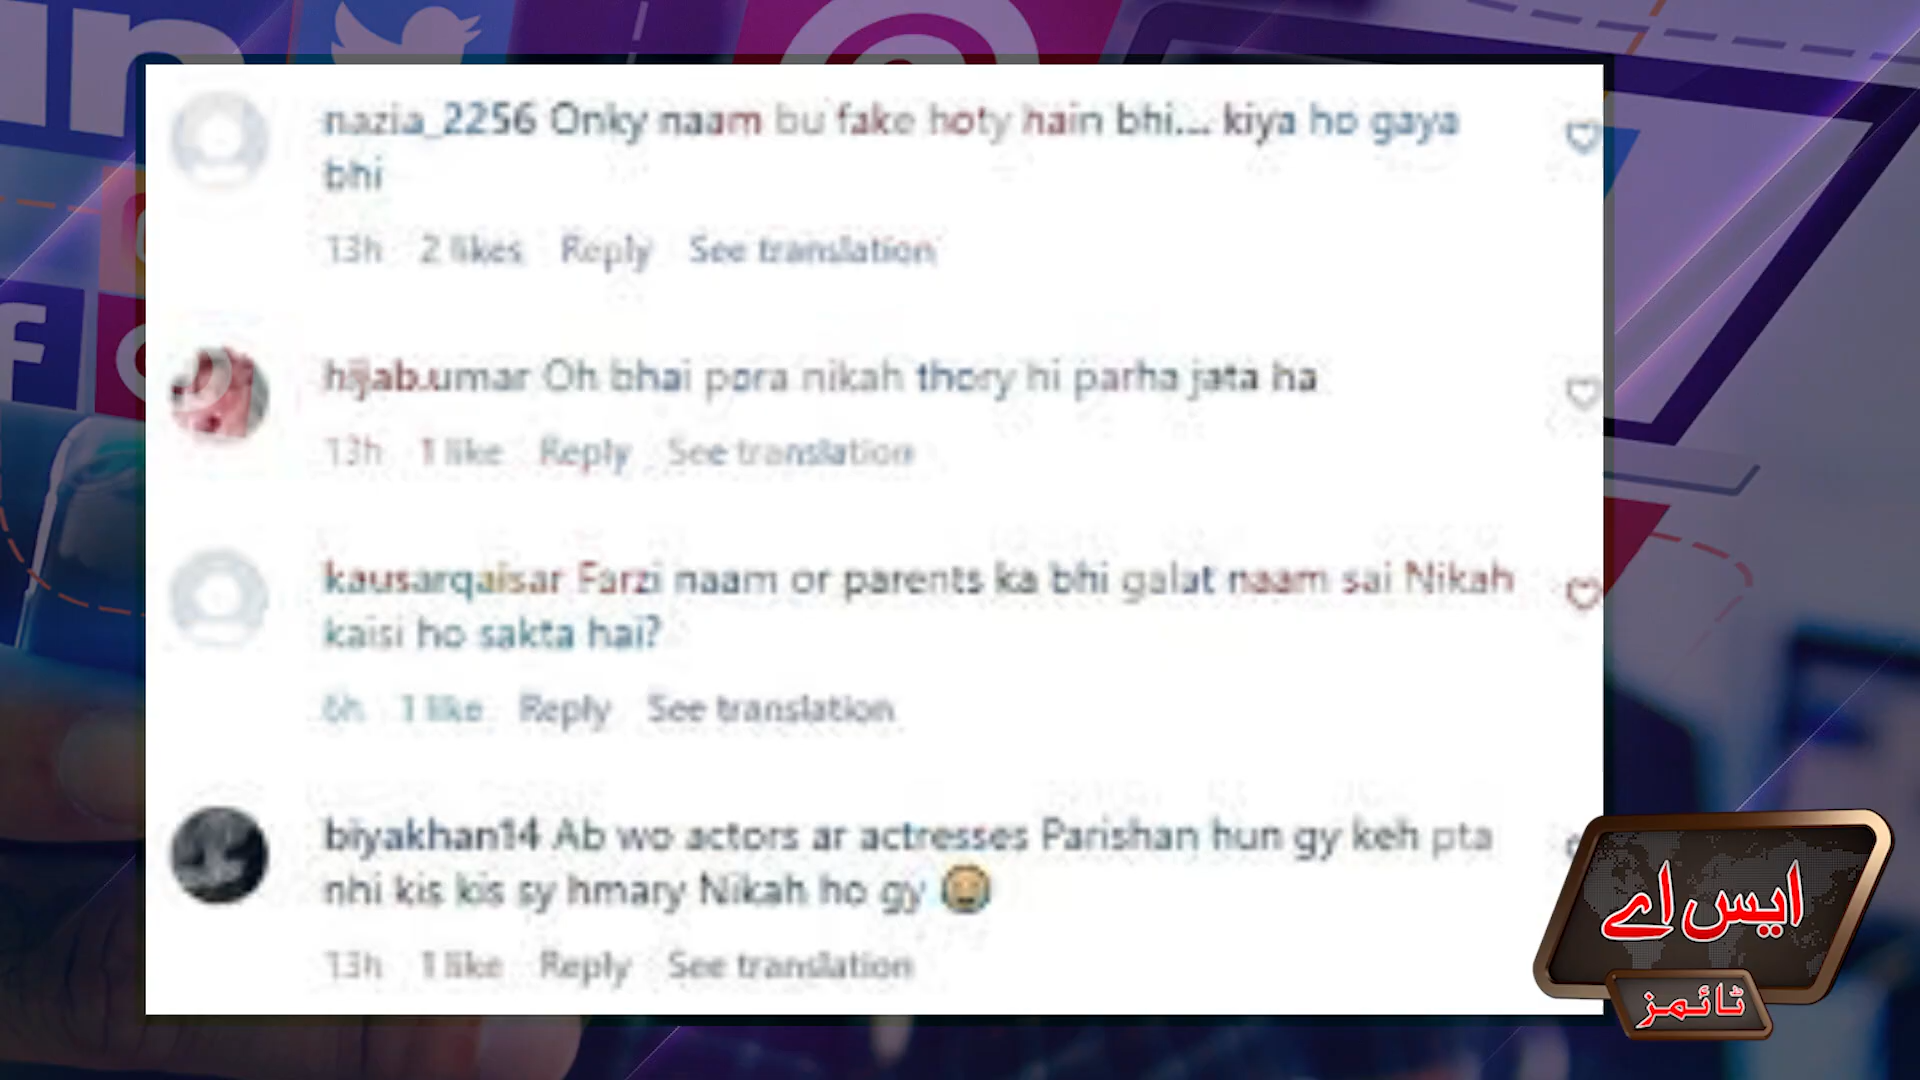 in
nazia_2256 Onky naam bu fake hoty hain bhi... kiya ho gaya
bhi
13h 2 likes Reply See translation
f
hijab.umar Oh bhai pora nikah thory hi parha jata ha
13h 1 like Reply See translation
kausarqaisar Farzi naam or parents ka bhi galat naam sai Nikah
kaisi ho sakta hai?
6h 1 like Reply See translation
biyakhan14 Ab wo actors ar actresses Parishan hun gy keh pta
nhi kis kis sy hmary Nikah ho gy
13h 1 like Reply See translation
ایس اے
ٹائمز